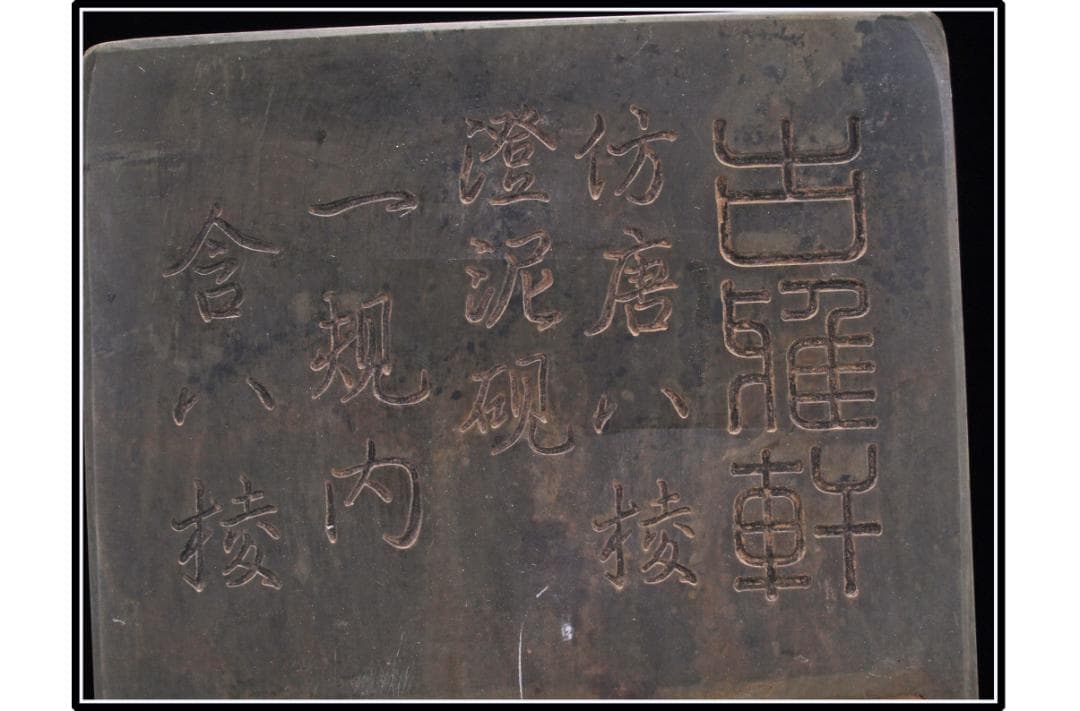 古雅軒
仿唐八棱
澄泥砚
一规内
含八棱